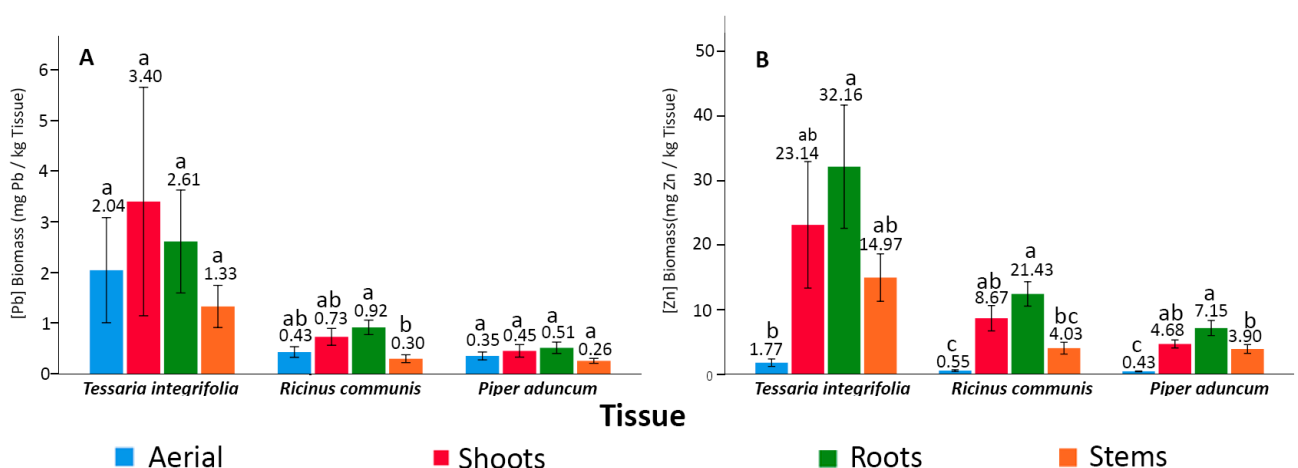 A
[Pb] Biomass (mg Pb / kg Tissue)
6
5
4
3
2
1
0
a
2.04
a
3.40
a
2.61
a
1.33
ab
0.43
ab
0.73
a
0.92
b
0.30
a
0.35
a
0.45
a
0.51
a
0.26
Tessaria integrifolia
Ricinus communis
Piper aduncum
B
[Zn] Biomass(mg Zn / kg Tissue)
50
40
30
20
10
0
b
1.77
ab
23.14
a
32.16
ab
14.97
c
0.55
ab
8.67
a
21.43
bc
4.03
c
0.43
ab
4.68
a
7.15
b
3.90
Tessaria integrifolia
Ricinus communis
Piper aduncum
Tissue
Aerial
Shoots
Roots
Stems